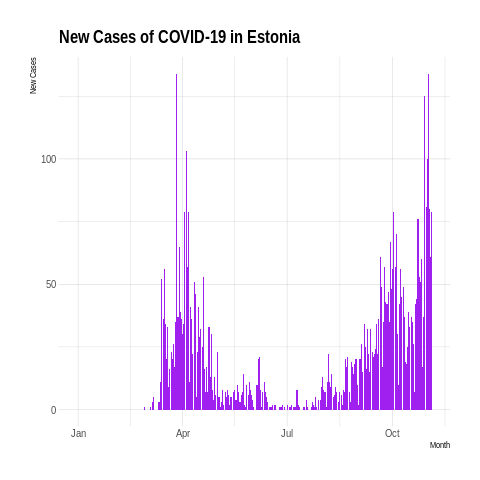 New Cases of COVID-19 in Estonia
New Cases
100
50
0
Jan Apr Jul Oct
Month